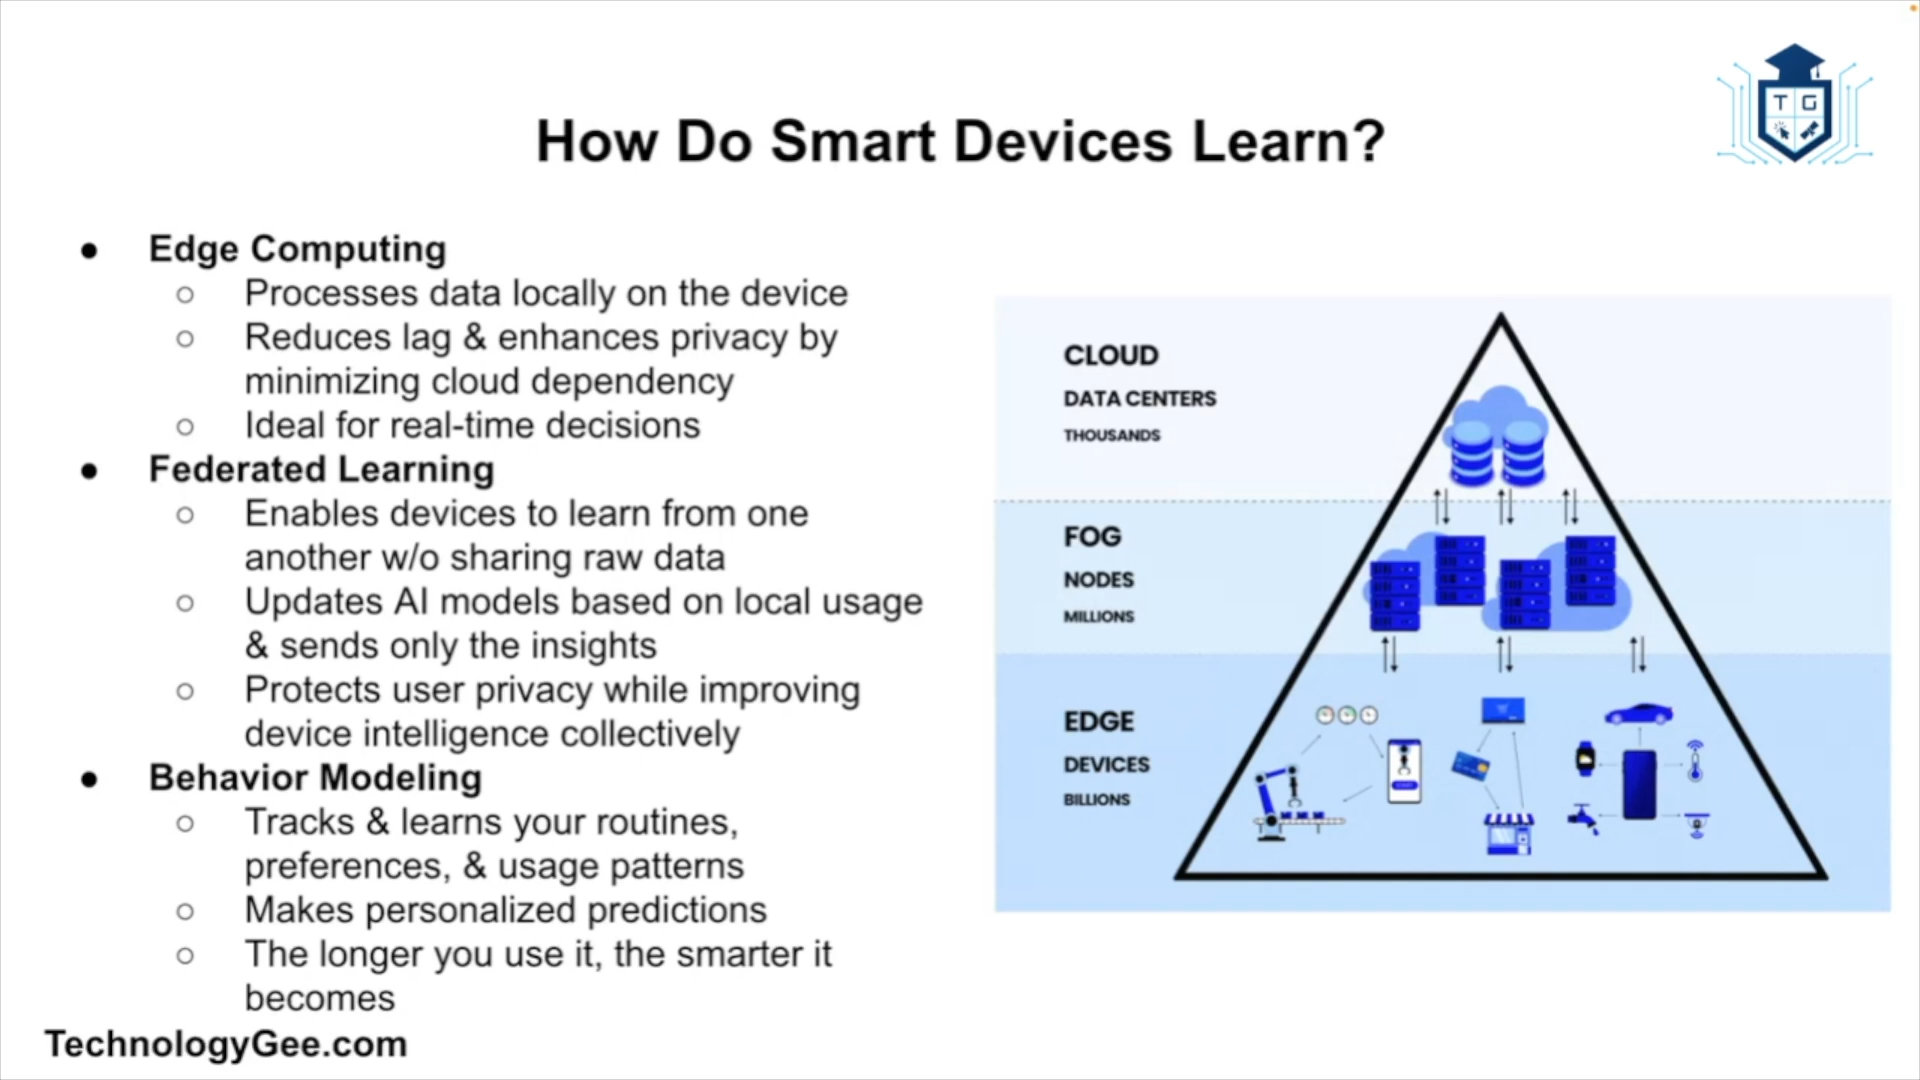 T G
How Do Smart Devices Learn?
● Edge Computing
○ Processes data locally on the device
○ Reduces lag & enhances privacy by
minimizing cloud dependency
○ Ideal for real-time decisions
● Federated Learning
○ Enables devices to learn from one
another w/o sharing raw data
○ Updates AI models based on local usage
& sends only the insights
○ Protects user privacy while improving
device intelligence collectively
● Behavior Modeling
○ Tracks & learns your routines,
preferences, & usage patterns
○ Makes personalized predictions
○ The longer you use it, the smarter it
becomes
CLOUD
DATA CENTERS
THOUSANDS
FOG
NODES
MILLIONS
EDGE
DEVICES
BILLIONS
TechnologyGee.com